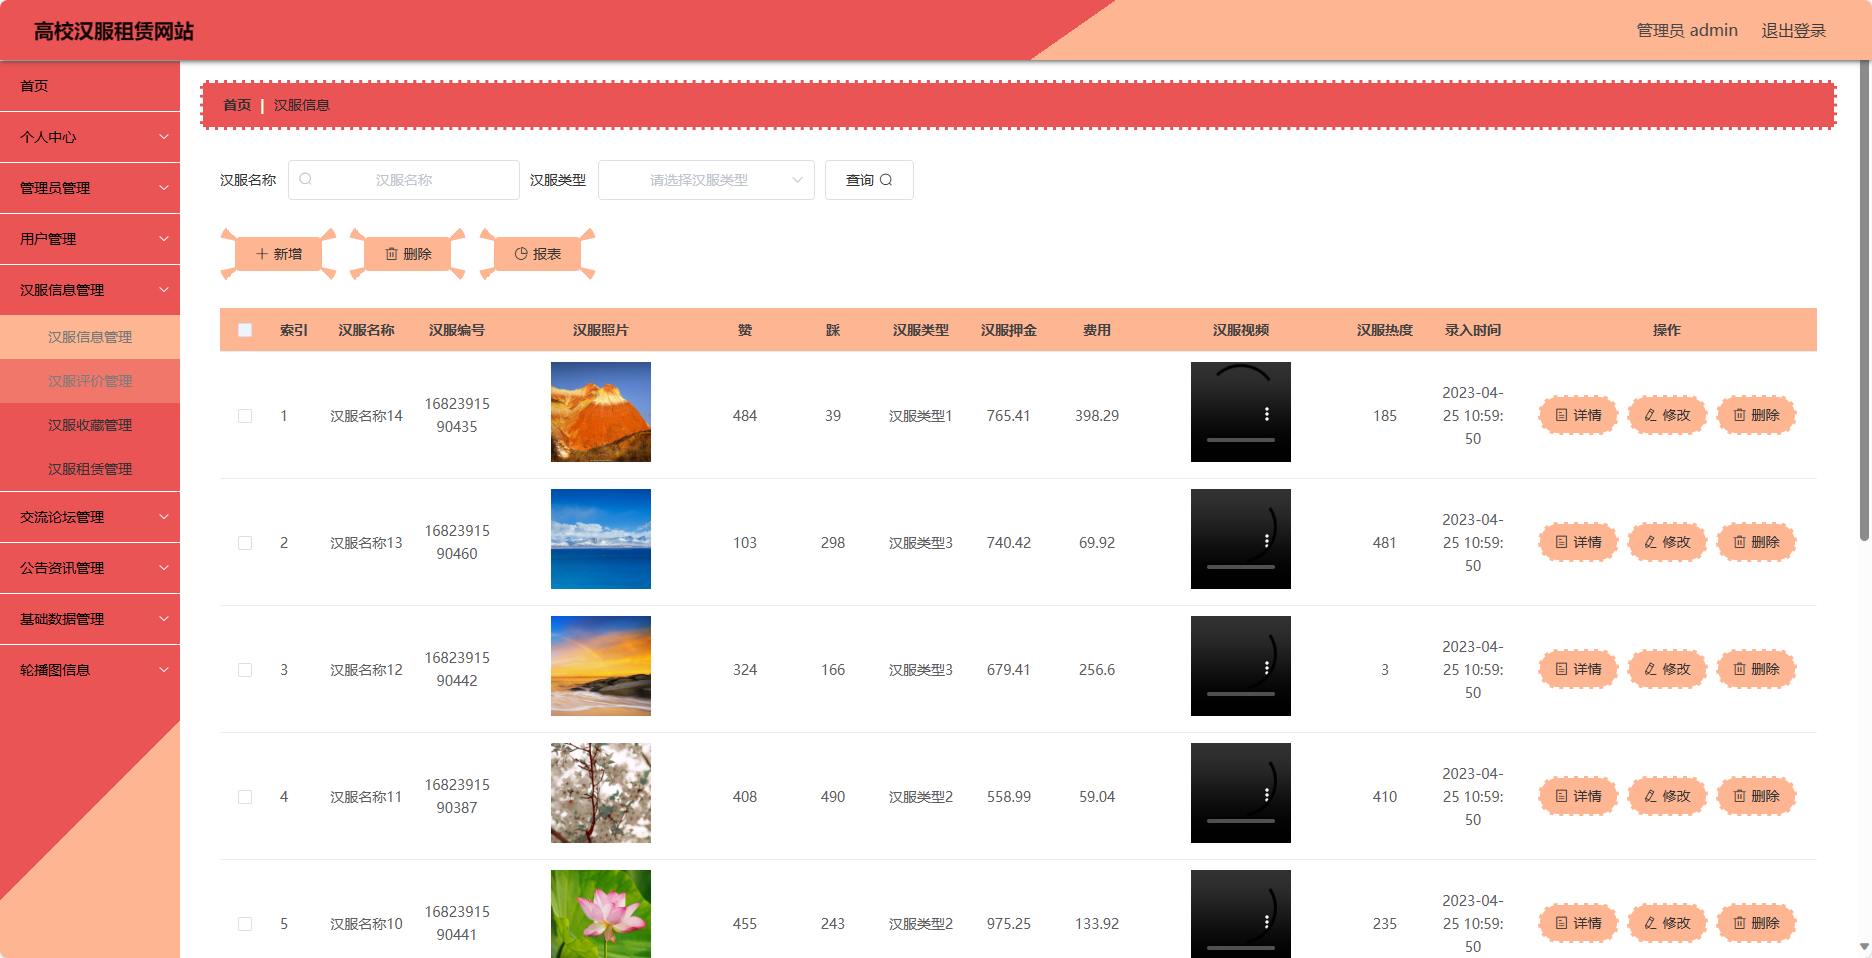 高校汉服租赁网站
管理员 admin 退出登录
首页
个人中心
管理员管理
用户管理
汉服信息管理
汉服信息管理
汉服评价管理
汉服收藏管理
汉服租赁管理
交流论坛管理
公告资讯管理
基础数据管理
轮播图信息
首页 | 汉服信息
汉服名称 汉服名称 汉服类型 请选择汉服类型 查询
新增 删除 报表
索引 汉服名称 汉服编号 汉服照片 赞 踩 汉服类型 汉服押金 费用 汉服视频 汉服热度 录入时间 操作
1 汉服名称14 16823915 90435 484 39 汉服类型1 765.41 398.29 185 2023-04-25 10:59:50 详情 修改 删除
2 汉服名称13 16823915 90460 103 298 汉服类型3 740.42 69.92 481 2023-04-25 10:59:50 详情 修改 删除
3 汉服名称12 16823915 90442 324 166 汉服类型3 679.41 256.6 3 2023-04-25 10:59:50 详情 修改 删除
4 汉服名称11 16823915 90387 408 490 汉服类型2 558.99 59.04 410 2023-04-25 10:59:50 详情 修改 删除
5 汉服名称10 16823915 90441 455 243 汉服类型2 975.25 133.92 235 2023-04-25 10:59:50 详情 修改 删除